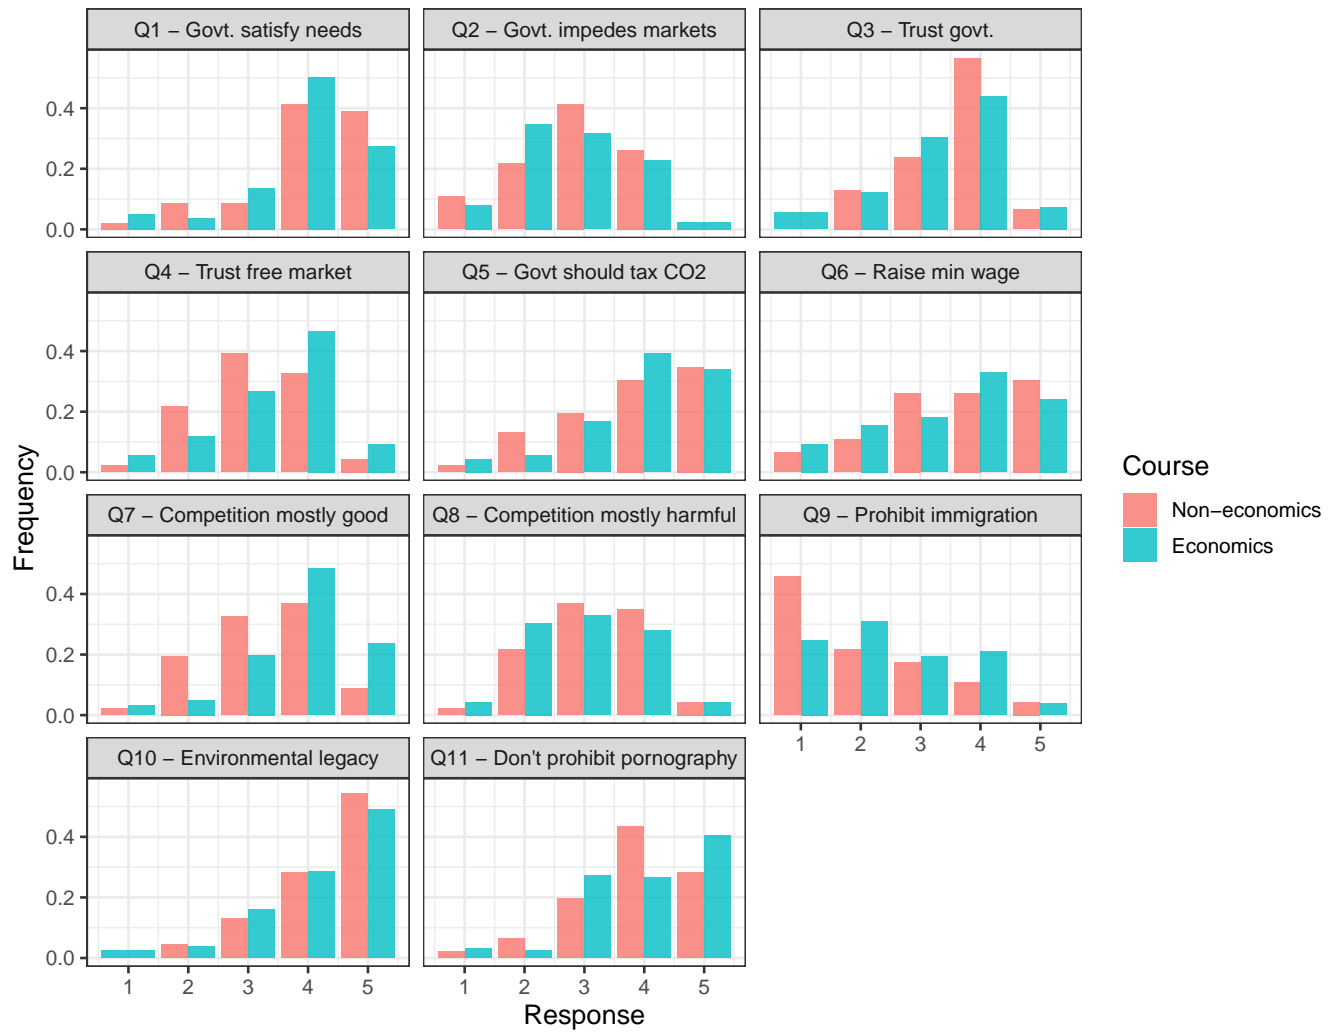 Q1 – Govt. satisfy needs
Q2 – Govt. impedes markets
Q3 – Trust govt.
0.4
0.2
0.0
Q4 – Trust free market
Q5 – Govt should tax CO2
Q6 – Raise min wage
0.4
0.2
0.0
Q7 – Competition mostly good
Q8 – Competition mostly harmful
Q9 – Prohibit immigration
0.4
0.2
0.0
1 2 3 4 5
Q10 – Environmental legacy
Q11 – Don't prohibit pornography
0.4
0.2
0.0
1 2 3 4 5
1 2 3 4 5
Response
Frequency
Course
Non−economics
Economics